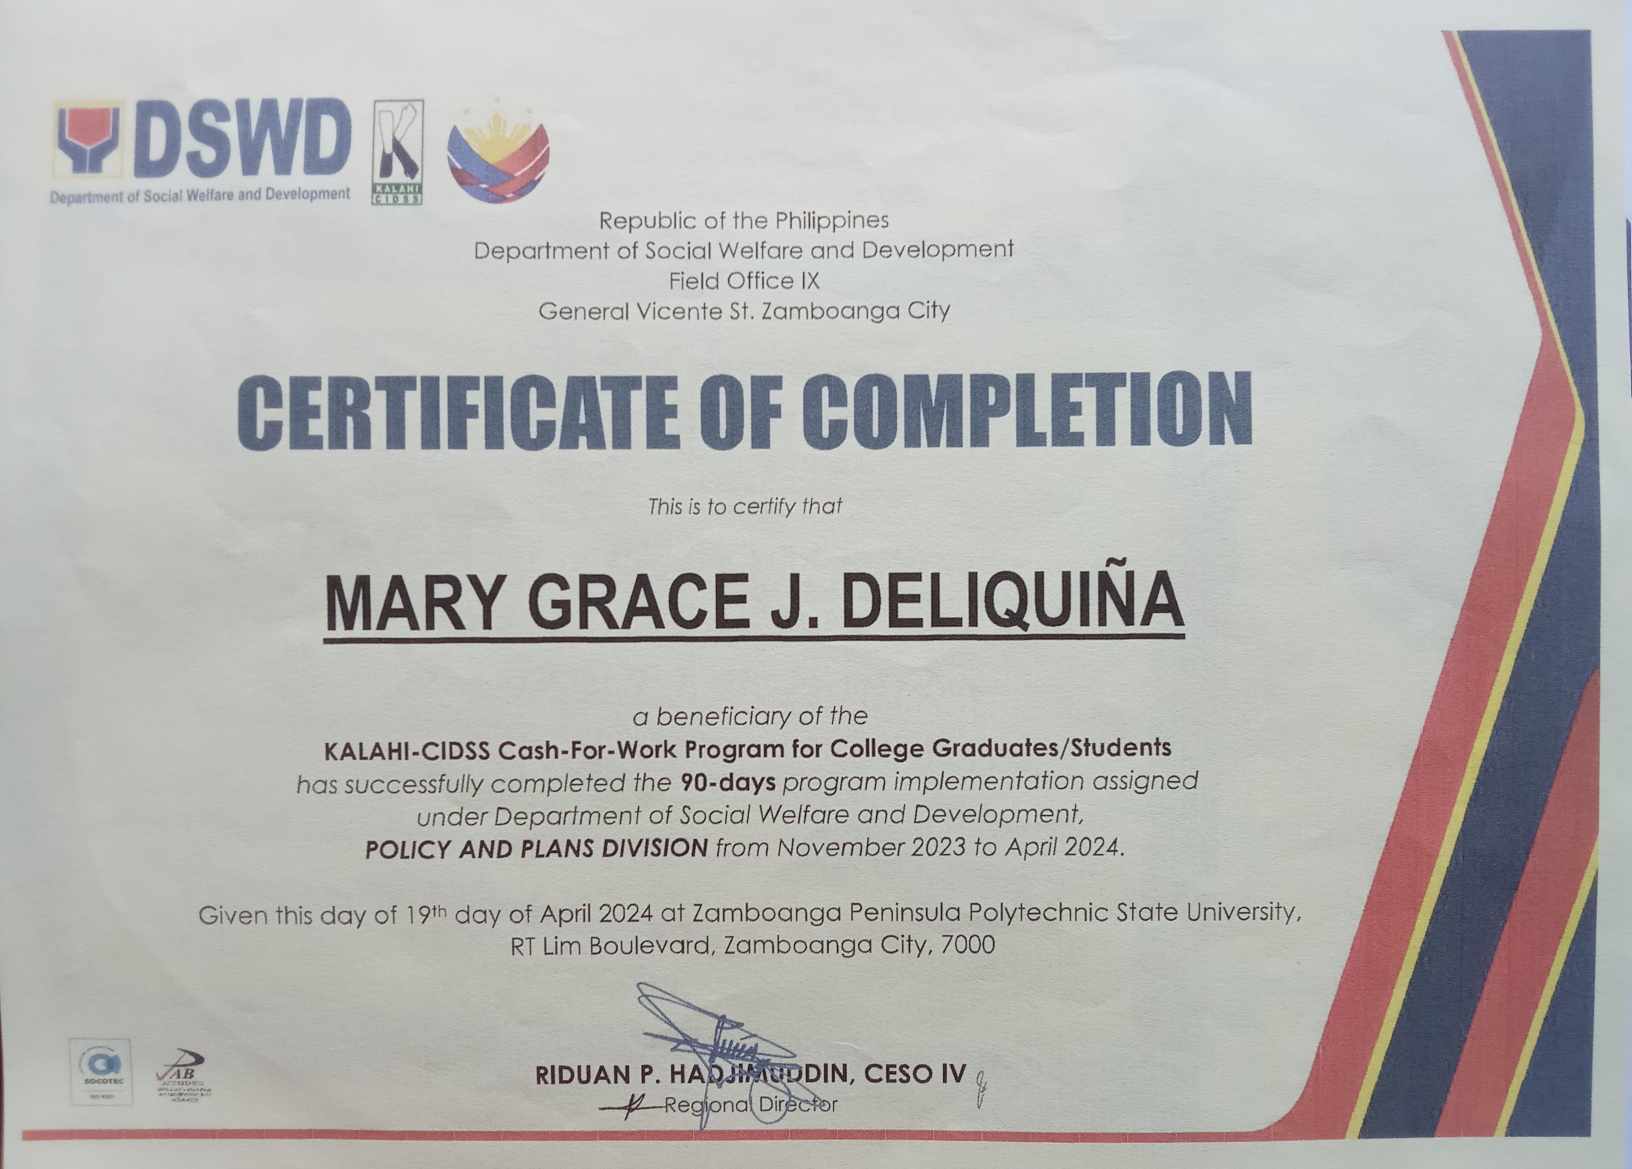 DSWD
Department of Social Welfare and Development
K
KALAHI
CIDSS
Republic of the Philippines
Department of Social Welfare and Development
Field Office IX
General Vicente St. Zamboanga City
CERTIFICATE OF COMPLETION
This is to certify that
MARY GRACE J. DELIQUIÑA
a beneficiary of the
KALAHI-CIDSS Cash-For-Work Program for College Graduates/Students
has successfully completed the 90-days program implementation assigned
under Department of Social Welfare and Development,
POLICY AND PLANS DIVISION from November 2023 to April 2024.
Given this day of 19th day of April 2024 at Zamboanga Peninsula Polytechnic State University,
RT Lim Boulevard, Zamboanga City, 7000
RIDUAN P. HADJIMUDDIN, CESO IV
Regional Director
SOCOTEC
AB